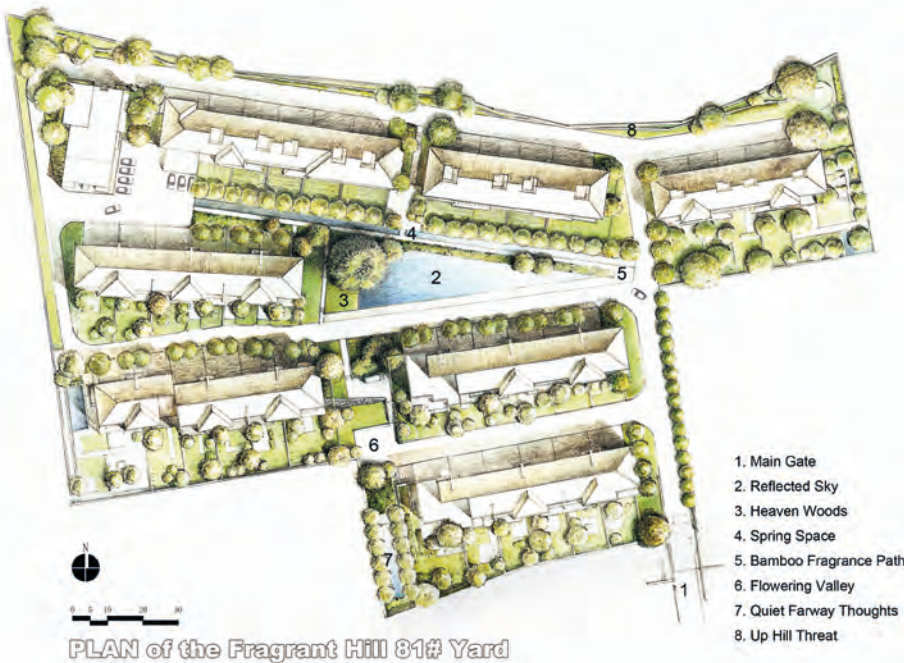 8
4
2
5
3
6
7
1
1. Main Gate
2. Reflected Sky
3. Heaven Woods
4. Spring Space
5. Bamboo Fragrance Path
6. Flowering Valley
7. Quiet Farway Thoughts
8. Up Hill Threat
N
0 5 10 20 30
PLAN of the Fragrant Hill 81# Yard